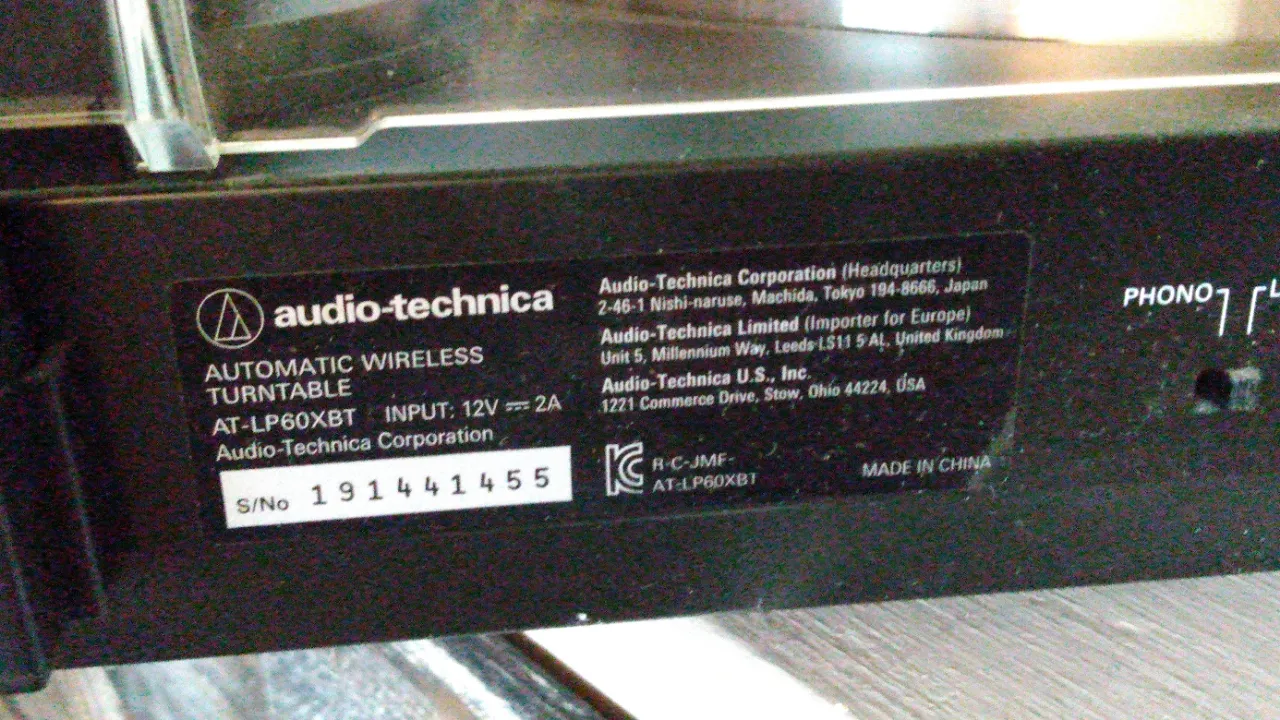 audio-technica
AUTOMATIC WIRELESS
TURNTABLE
AT-LP60XBT INPUT: 12V ⎓ 2A
Audio-Technica Corporation
S/No 191441455
Audio-Technica Corporation (Headquarters)
2-46-1 Nishi-naruse, Machida, Tokyo 194-8666, Japan
Audio-Technica Limited (Importer for Europe)
Unit 5, Millennium Way, Leeds LS11 5AL, United Kingdom
Audio-Technica U.S., Inc.
1221 Commerce Drive, Stow, Ohio 44224, USA
R-C-JMF-
AT-LP60XBT
MADE IN CHINA
PHONO